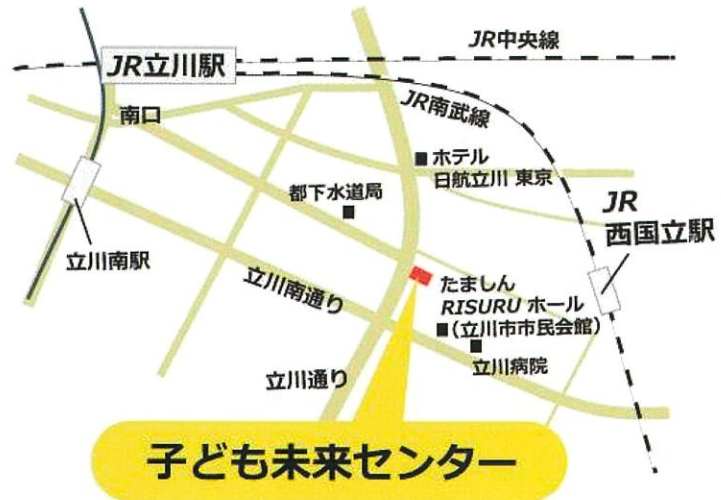 JR中央線
JR立川駅
JR南武線
南口
ホテル
日航立川 東京
都下水道局
JR
西国立駅
立川南駅
たましん
RISURU ホール
(立川市市民会館)
立川南通り
立川病院
立川通り
子ども未来センター